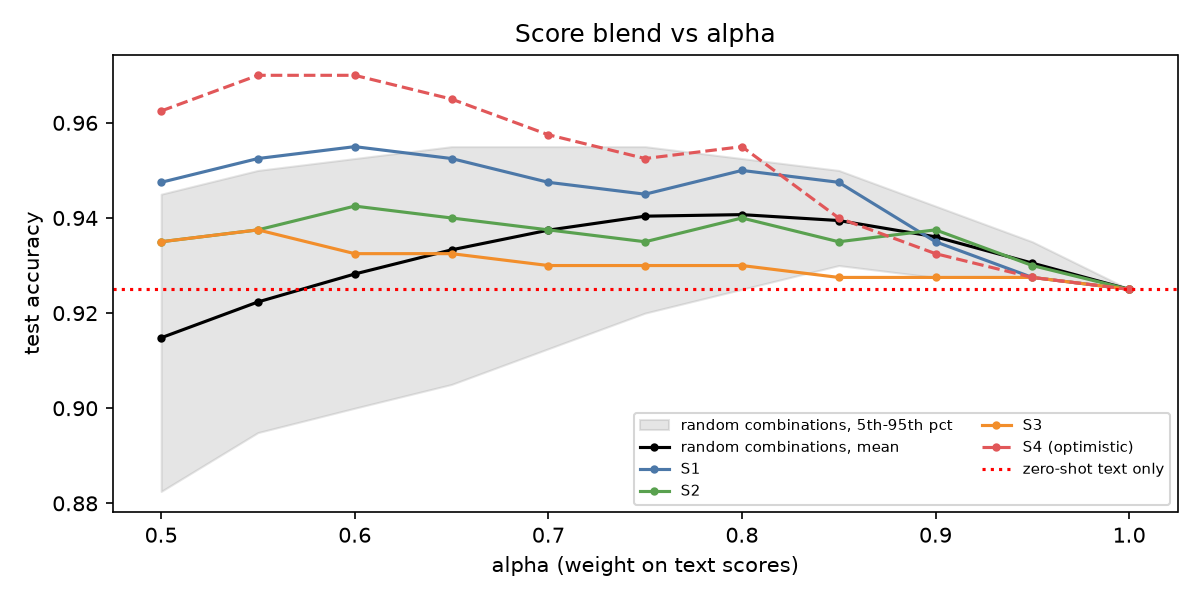 Score blend vs alpha
test accuracy
0.96
0.94
0.92
0.90
0.88
random combinations, 5th-95th pct
random combinations, mean
S1
S2
S3
S4 (optimistic)
zero-shot text only
0.5 0.6 0.7 0.8 0.9 1.0
alpha (weight on text scores)